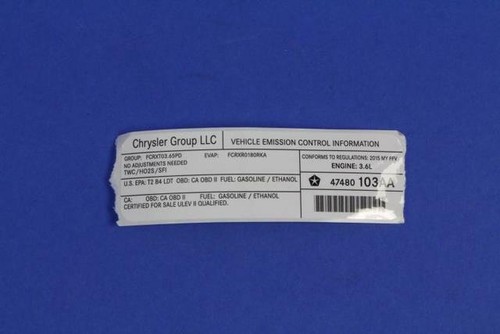 Chrysler Group LLC
VEHICLE EMISSION CONTROL INFORMATION
GROUP: FCRXT03.65PD EVAP: FCRXR0180RKA
NO ADJUSTMENTS NEEDED
TWC/HO2S/SFI
CONFORMS TO REGULATIONS: 2015 MY FFV
ENGINE: 3.6L
U.S. EPA: T2 B4 LDT OBD: CA OBD II FUEL: GASOLINE / ETHANOL
47480 103AA
CA: OBD: CA OBD II FUEL: GASOLINE / ETHANOL
CERTIFIED FOR SALE ULEV II QUALIFIED.